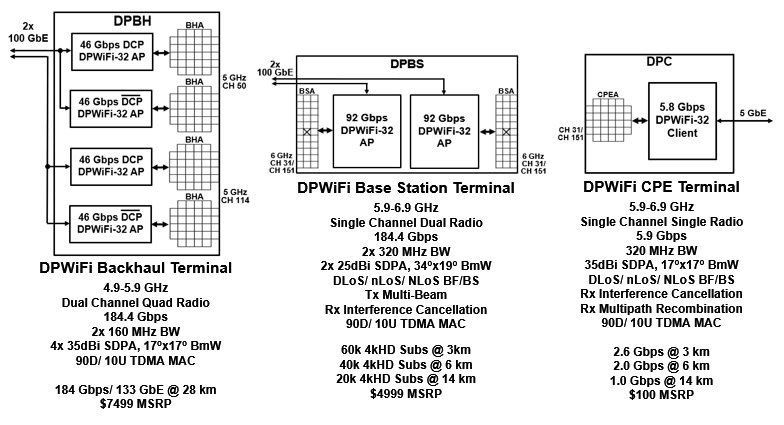 DPBH
2x
100 GbE
BHA
46 Gbps DCP
DPWiFi-32 AP
5 GHz
CH 50
BHA
46 Gbps DCP
DPWiFi-32 AP
BHA
46 Gbps DCP
DPWiFi-32 AP
5 GHz
CH 114
BHA
46 Gbps DCP
DPWiFi-32 AP
DPWiFi Backhaul Terminal
4.9-5.9 GHz
Dual Channel Quad Radio
184.4 Gbps
2x 160 MHz BW
4x 35dBi SDPA, 17ºx17º BmW
90D/ 10U TDMA MAC
184 Gbps/ 133 GbE @ 28 km
$7499 MSRP
DPBS
2x
100 GbE
BSA
92 Gbps
DPWiFi-32
AP
92 Gbps
DPWiFi-32
AP
BSA
6 GHz
CH 31/
CH 151
6 GHz
CH 31/
CH 151
DPWiFi Base Station Terminal
5.9-6.9 GHz
Single Channel Dual Radio
184.4 Gbps
2x 320 MHz BW
2x 25dBi SDPA, 34ºx19º BmW
DLoS/ nLoS/ NLoS BF/BS
Tx Multi-Beam
Rx Interference Cancellation
90D/ 10U TDMA MAC
60k 4kHD Subs @ 3km
40k 4kHD Subs @ 6 km
20k 4kHD Subs @ 14 km
$4999 MSRP
DPC
CPEA
5.8 Gbps
DPWiFi-32
Client
5 GbE
CH 31/
CH 151
DPWiFi CPE Terminal
5.9-6.9 GHz
Single Channel Single Radio
5.9 Gbps
320 MHz BW
35dBi SDPA, 17ºx17º BmW
DLoS/ nLoS/ NLoS BF/BS
Rx Interference Cancellation
Rx Multipath Recombination
90D/ 10U TDMA MAC
2.6 Gbps @ 3 km
2.0 Gbps @ 6 km
1.0 Gbps @ 14 km
$100 MSRP